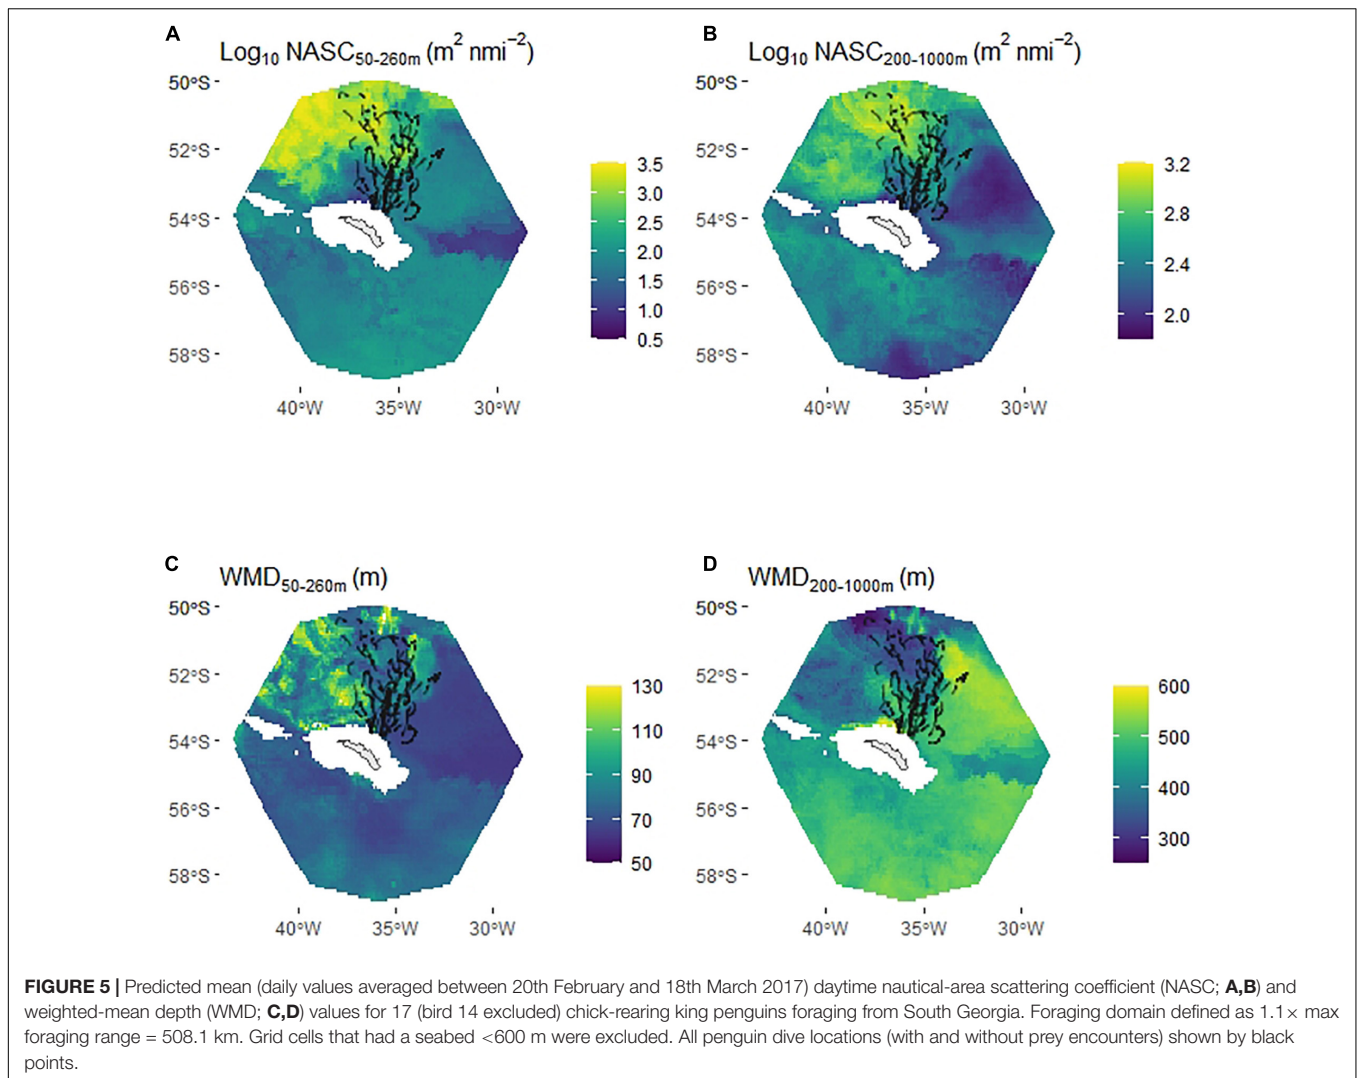 A
Log10 NASC50-260m (m2 nmi−2)
50°S
52°S
54°S
56°S
58°S
40°W 35°W 30°W
3.5
3.0
2.5
2.0
1.5
1.0
0.5
B
Log10 NASC200-1000m (m2 nmi−2)
50°S
52°S
54°S
56°S
58°S
40°W 35°W 30°W
3.2
2.8
2.4
2.0
C
WMD50-260m (m)
50°S
52°S
54°S
56°S
58°S
40°W 35°W 30°W
130
110
90
70
50
D
WMD200-1000m (m)
50°S
52°S
54°S
56°S
58°S
40°W 35°W 30°W
600
500
400
300
FIGURE 5 | Predicted mean (daily values averaged between 20th February and 18th March 2017) daytime nautical-area scattering coefficient (NASC; A,B) and
weighted-mean depth (WMD; C,D) values for 17 (bird 14 excluded) chick-rearing king penguins foraging from South Georgia. Foraging domain defined as 1.1× max
foraging range = 508.1 km. Grid cells that had a seabed <600 m were excluded. All penguin dive locations (with and without prey encounters) shown by black
points.